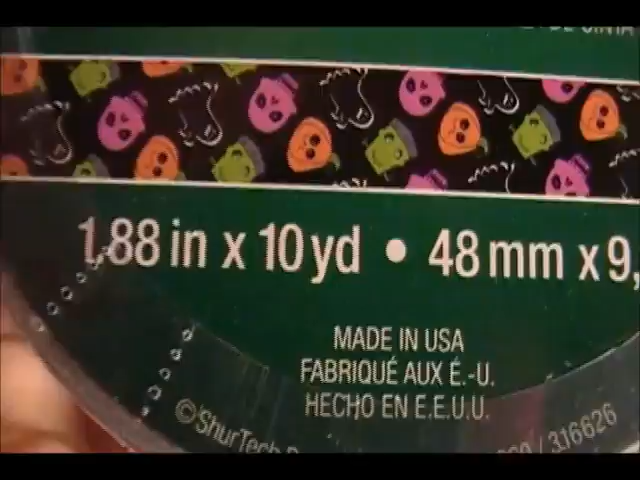 1.88 in x 10 yd • 48 mm x 9,
MADE IN USA
FABRIQUÉ AUX É.-U.
HECHO EN E.E.U.U.
©ShurTech
/ 316626